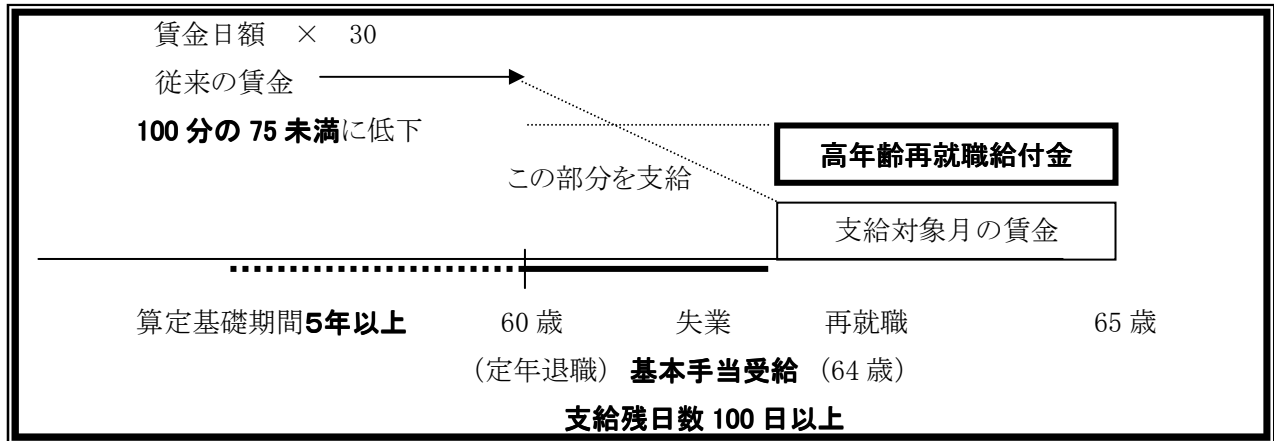 賃金日額 × 30
従来の賃金
100分の75未満に低下
高年齢再就職給付金
この部分を支給
支給対象月の賃金
算定基礎期間5年以上 60歳 失業 再就職 65歳
（定年退職） 基本手当受給 （64歳）
支給残日数100日以上